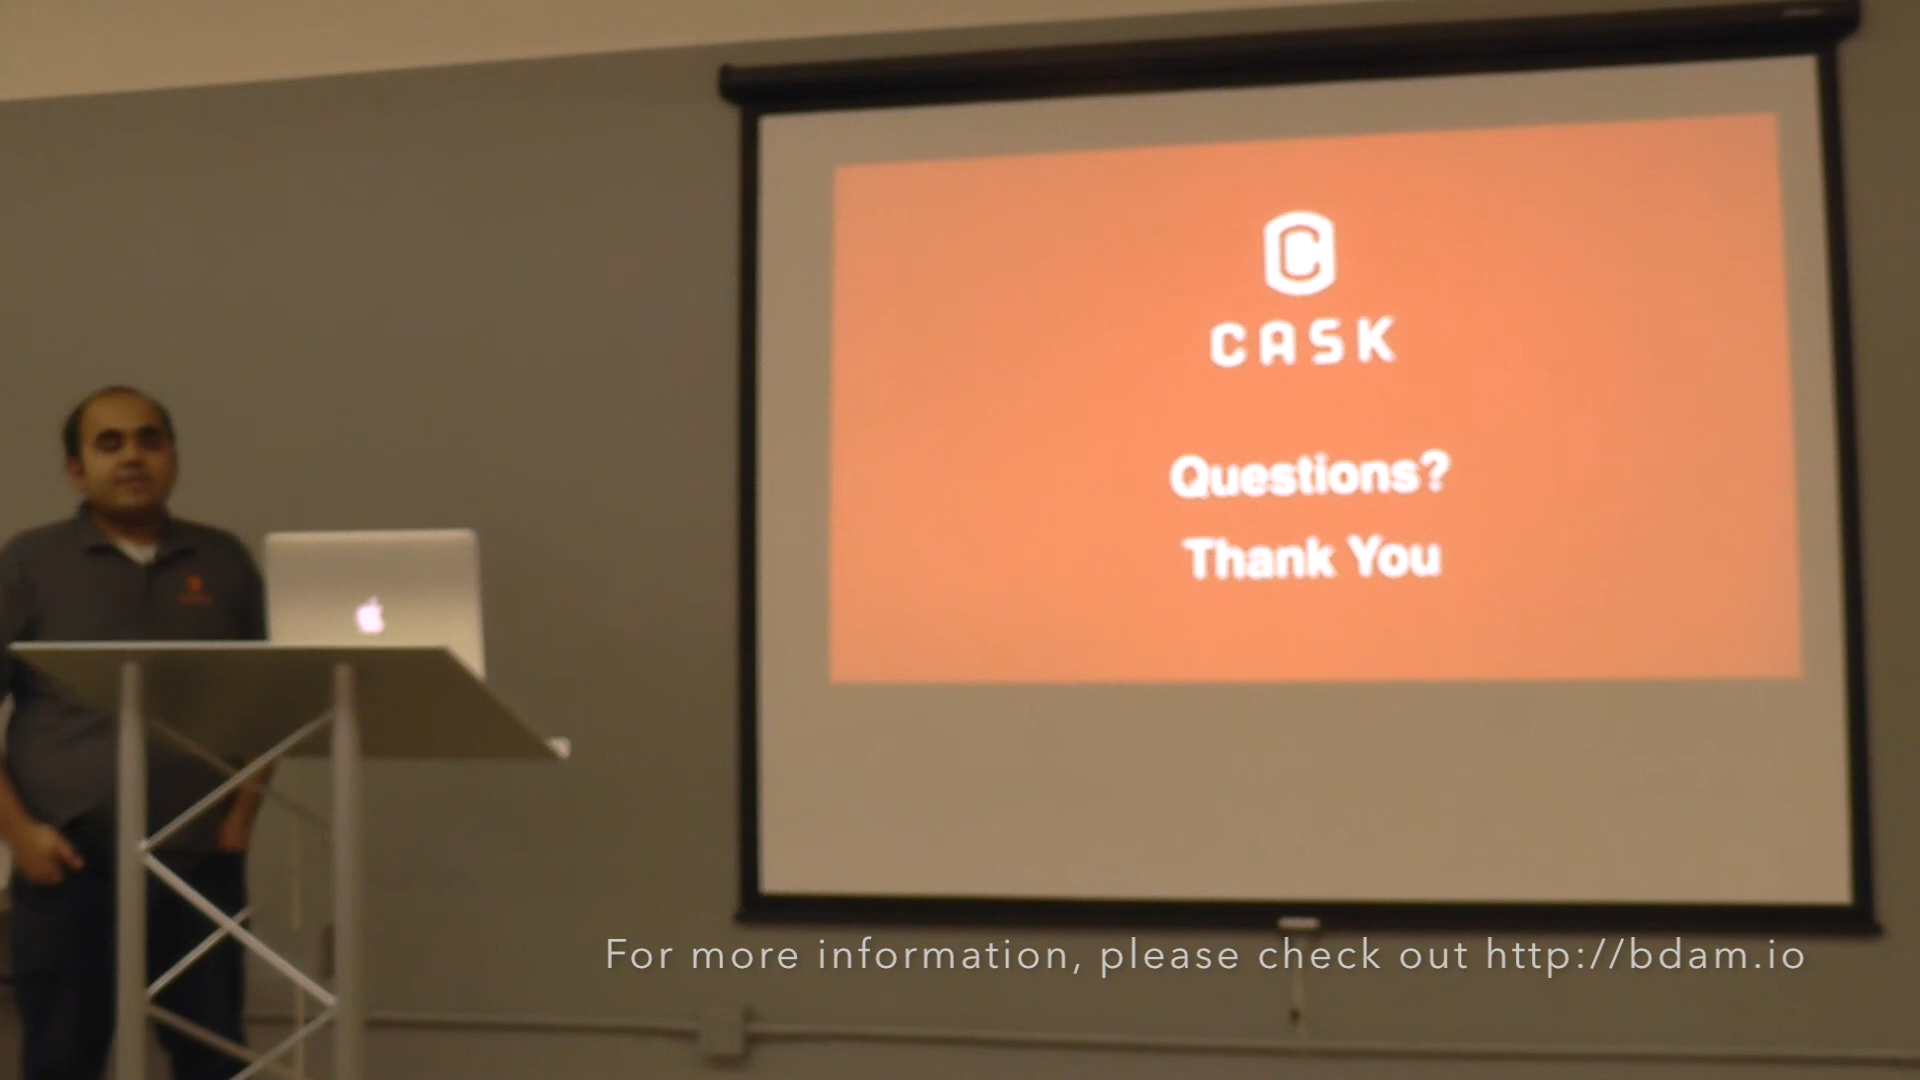 C
CASK
Questions?
Thank You
For more information, please check out http://bdam.io